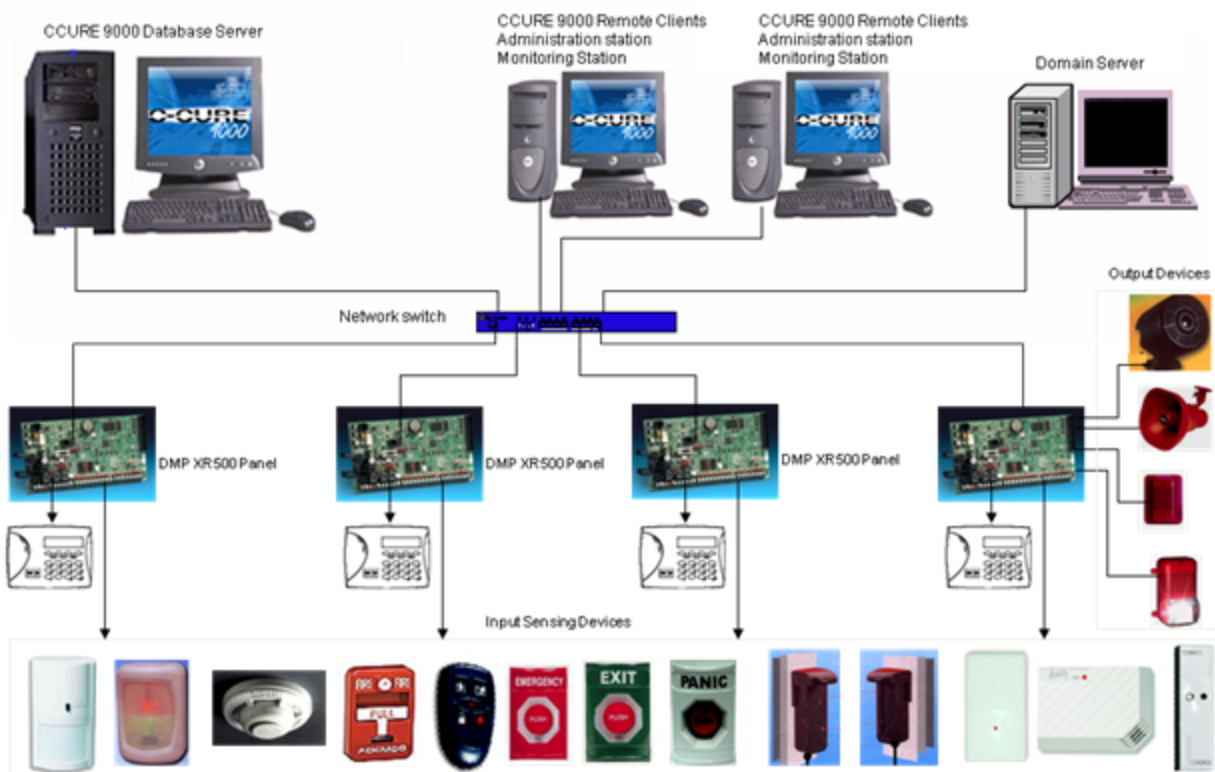 CCURE 9000 Database Server
CCURE 9000 Remote Clients
Administration station
Monitoring Station
CCURE 9000 Remote Clients
Administration station
Monitoring Station
Domain Server
C-CURE
1000
C-CURE
1000
C-CURE
1000
Output Devices
Network switch
DMP XR500 Panel
DMP XR500 Panel
DMP XR500 Panel
Input Sensing Devices
FIRE
FIRE
PULL
EMERGENCY
PUSH
EXIT
PUSH
PANIC